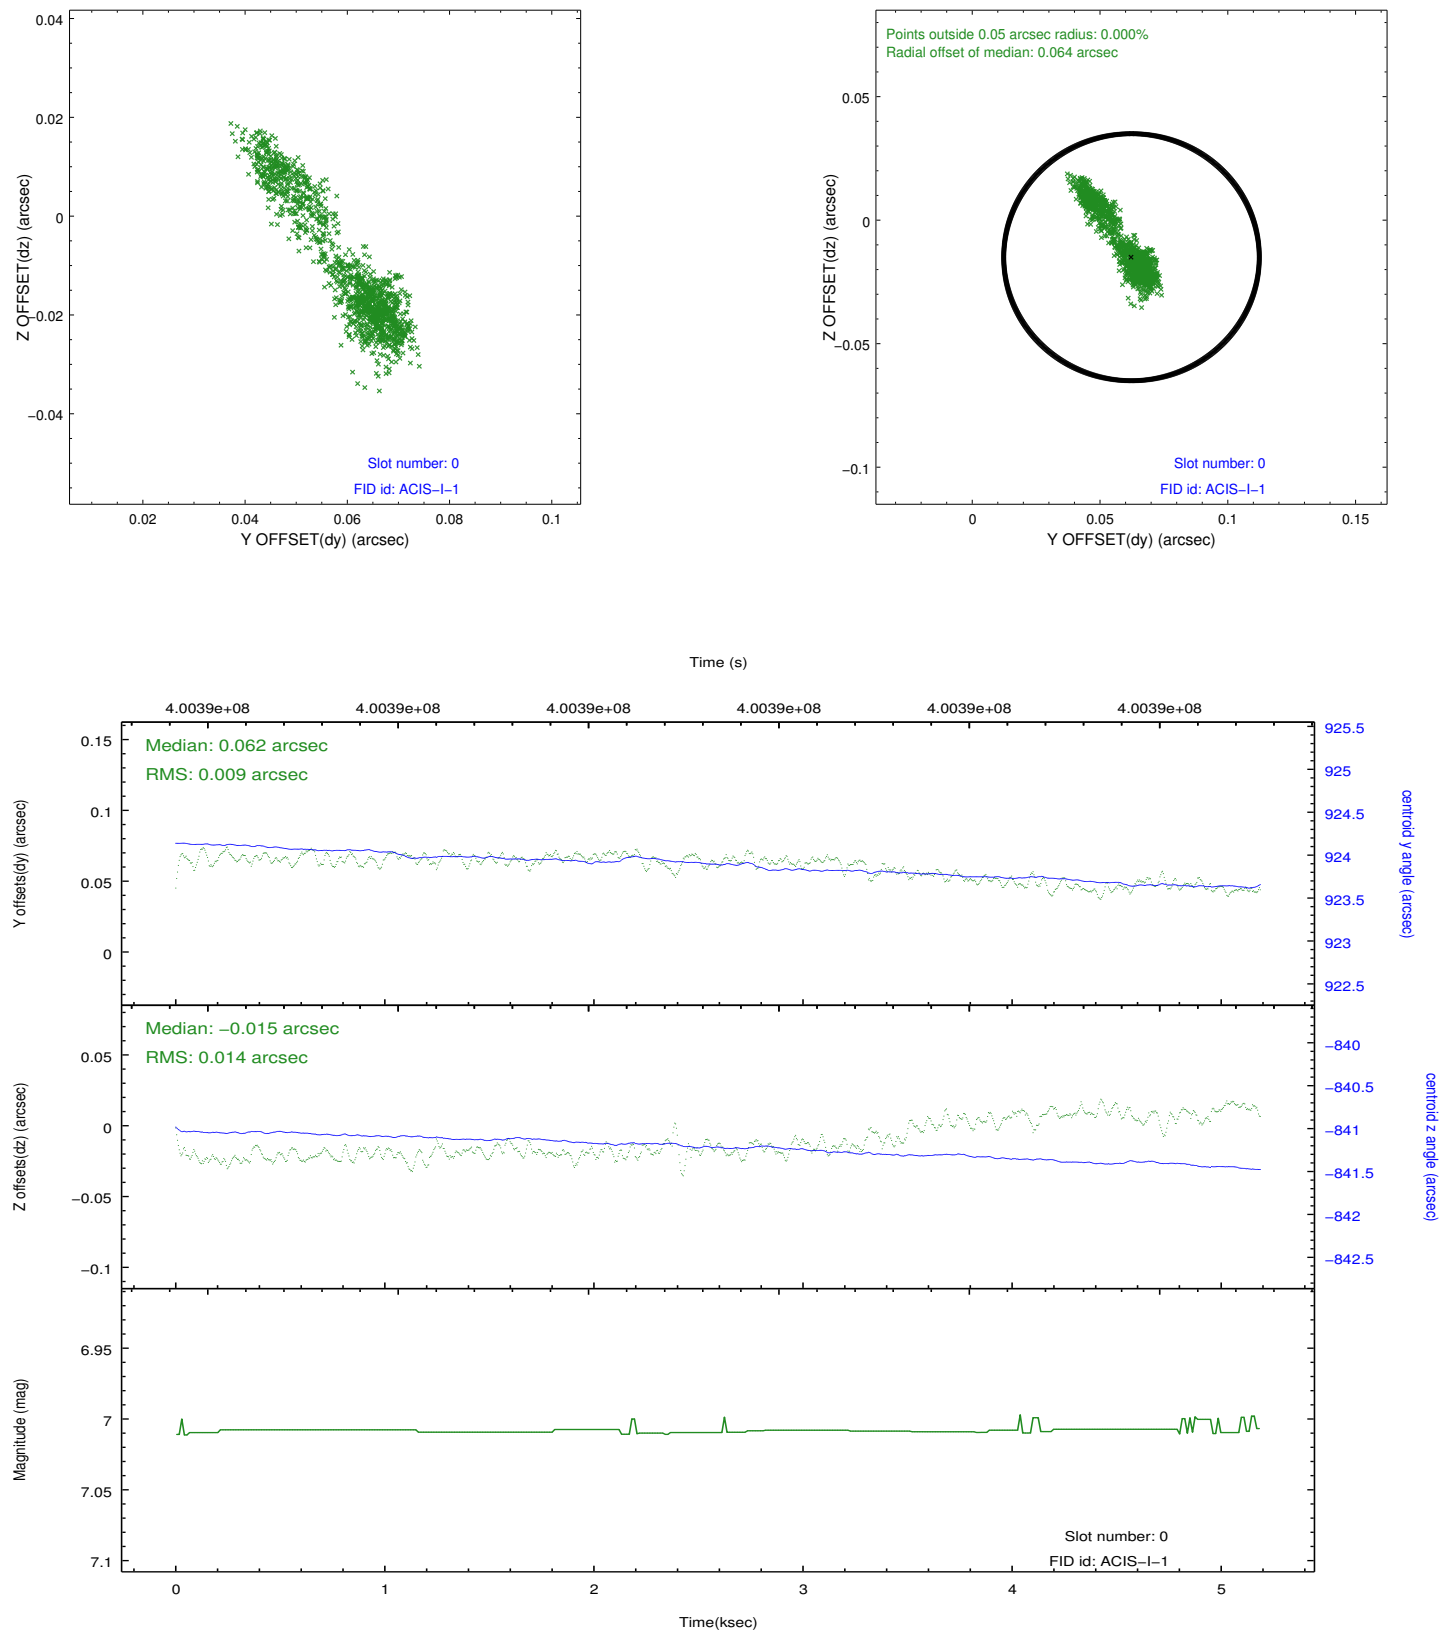 0.04
0.02
0
−0.02
−0.04
Z OFFSET(dz) (arcsec)
Slot number: 0
FID id: ACIS−I−1
0.02 0.04 0.06 0.08 0.1
Y OFFSET(dy) (arcsec)
Points outside 0.05 arcsec radius: 0.000%
Radial offset of median: 0.064 arcsec
0.05
0
−0.05
−0.1
Z OFFSET(dz) (arcsec)
Slot number: 0
FID id: ACIS−I−1
0 0.05 0.1 0.15
Y OFFSET(dy) (arcsec)
Time (s)
4.0039e+08 4.0039e+08 4.0039e+08 4.0039e+08 4.0039e+08 4.0039e+08
Median: 0.062 arcsec
RMS: 0.009 arcsec
0.15
0.1
0.05
0
Y offsets(dy) (arcsec)
925.5
925
924.5
924
923.5
923
922.5
centroid y angle (arcsec)
Median: −0.015 arcsec
RMS: 0.014 arcsec
0.05
0
−0.05
−0.1
Z offsets(dz) (arcsec)
−840
−840.5
−841
−841.5
−842
−842.5
centroid z angle (arcsec)
6.95
7
7.05
7.1
Magnitude (mag)
Slot number: 0
FID id: ACIS−I−1
0 1 2 3 4 5
Time(ksec)